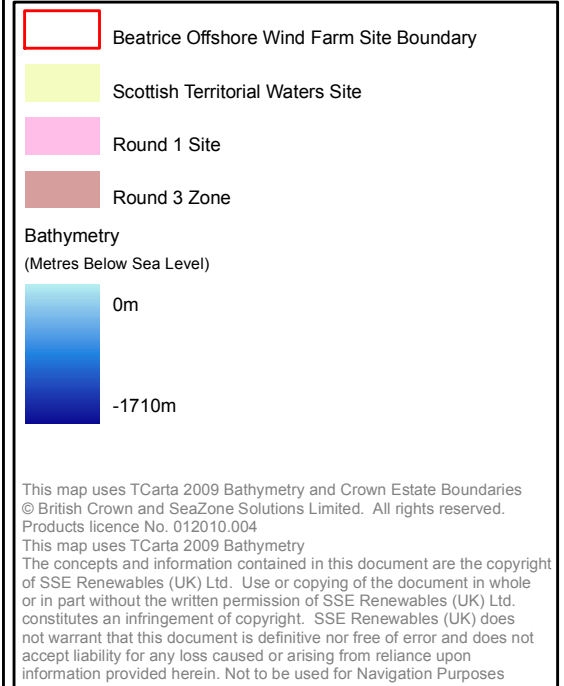 Beatrice Offshore Wind Farm Site Boundary
Scottish Territorial Waters Site
Round 1 Site
Round 3 Zone
Bathymetry
(Metres Below Sea Level)
0m
-1710m
This map uses TCarta 2009 Bathymetry and Crown Estate Boundaries
© British Crown and SeaZone Solutions Limited.  All rights reserved.
Products licence No. 012010.004
This map uses TCarta 2009 Bathymetry
The concepts and information contained in this document are the copyright
of SSE Renewables (UK) Ltd.  Use or copying of the document in whole
or in part without the written permission of SSE Renewables (UK) Ltd.
constitutes an infringement of copyright.  SSE Renewables (UK) does
not warrant that this document is definitive nor free of error and does not
accept liability for any loss caused or arising from reliance upon
information provided herein. Not to be used for Navigation Purposes